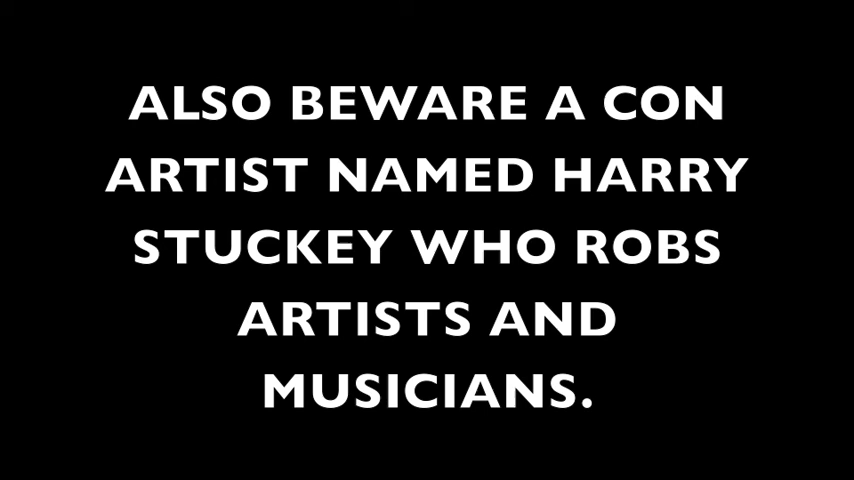 ALSO BEWARE A CON
ARTIST NAMED HARRY
STUCKEY WHO ROBS
ARTISTS AND
MUSICIANS.